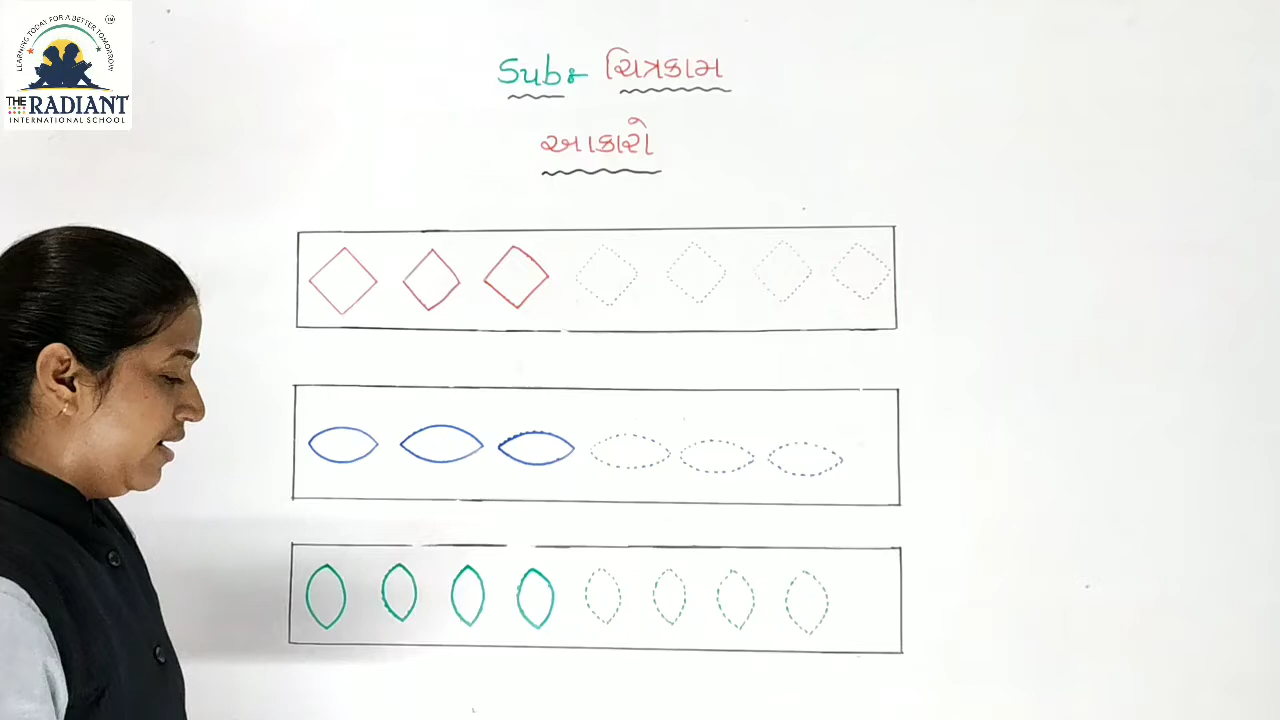 LEARNING TODAY FOR A BETTER TOMORROW
THE RADIANT
INTERNATIONAL SCHOOL
Sub:- ચિત્રકામ
આકારો